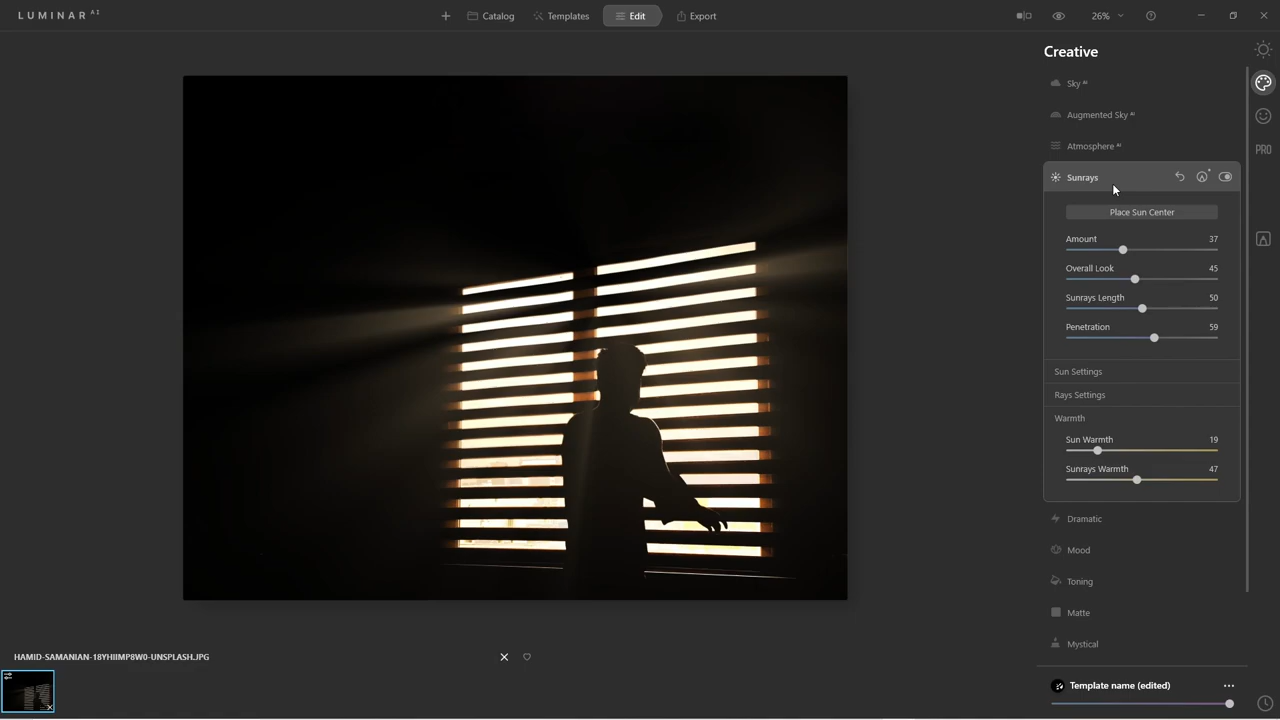 LUMINAR AI
Catalog
Templates
Edit
Export
26%
Creative
Sky AI
Augmented Sky AI
Atmosphere AI
Sunrays
Place Sun Center
Amount 37
Overall Look 45
Sunrays Length 50
Penetration 59
Sun Settings
Rays Settings
Warmth
Sun Warmth 19
Sunrays Warmth 47
Dramatic
Mood
Toning
Matte
Mystical
PRO
HAMID-SAMANIAN-18YHIIMP8W0-UNSPLASH.JPG
Template name (edited)